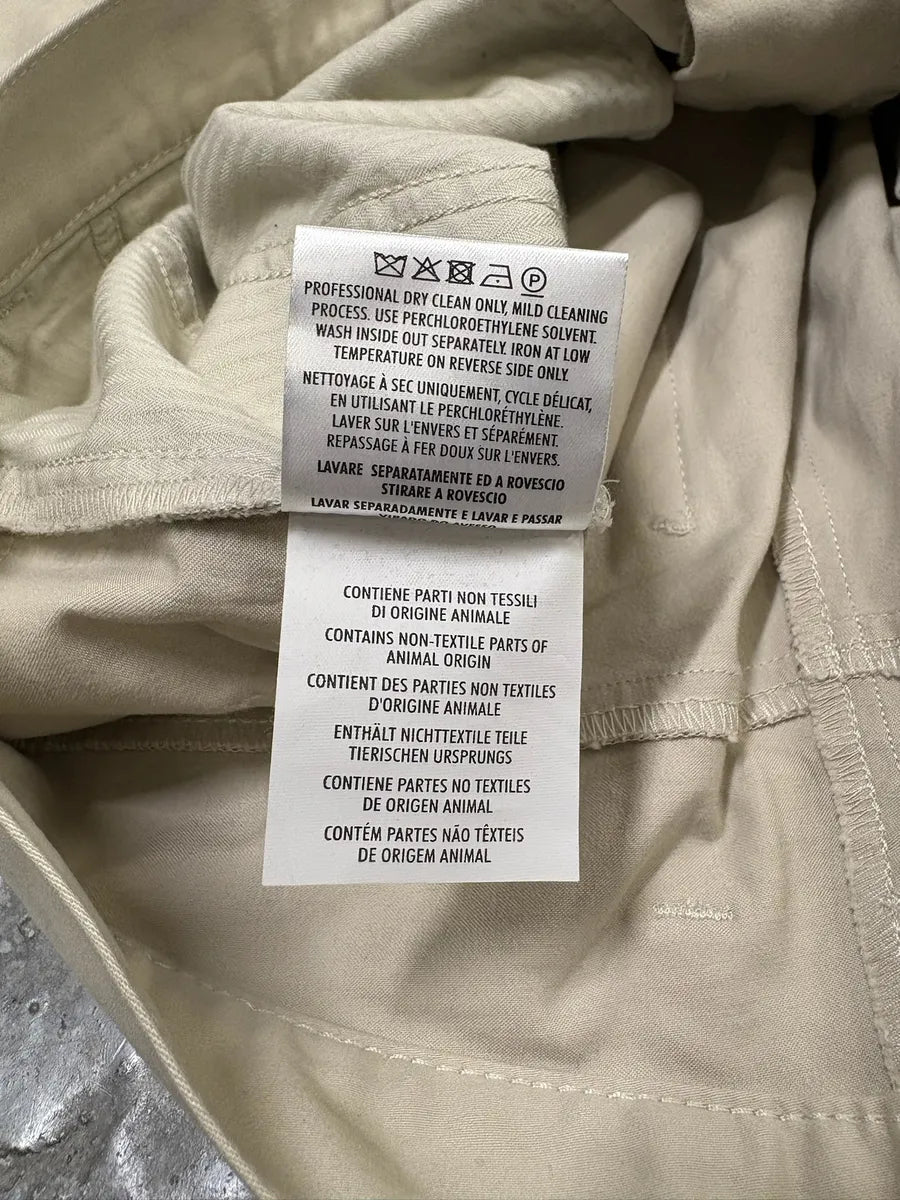 P
PROFESSIONAL DRY CLEAN ONLY, MILD CLEANING
PROCESS. USE PERCHLOROETHYLENE SOLVENT.
WASH INSIDE OUT SEPARATELY. IRON AT LOW
TEMPERATURE ON REVERSE SIDE ONLY.
NETTOYAGE À SEC UNIQUEMENT, CYCLE DÉLICAT,
EN UTILISANT LE PERCHLORÉTHYLÈNE.
LAVER SUR L'ENVERS ET SÉPARÉMENT.
REPASSAGE À FER DOUX SUR L'ENVERS.
LAVARE SEPARATAMENTE ED A ROVESCIO
STIRARE A ROVESCIO
LAVAR SEPARADAMENTE E LAVAR E PASSAR
CONTIENE PARTI NON TESSILI
DI ORIGINE ANIMALE
CONTAINS NON-TEXTILE PARTS OF
ANIMAL ORIGIN
CONTIENT DES PARTIES NON TEXTILES
D'ORIGINE ANIMALE
ENTHÄLT NICHTTEXTILE TEILE
TIERISCHEN URSPRUNGS
CONTIENE PARTES NO TEXTILES
DE ORIGEN ANIMAL
CONTÉM PARTES NÃO TÊXTEIS
DE ORIGEM ANIMAL